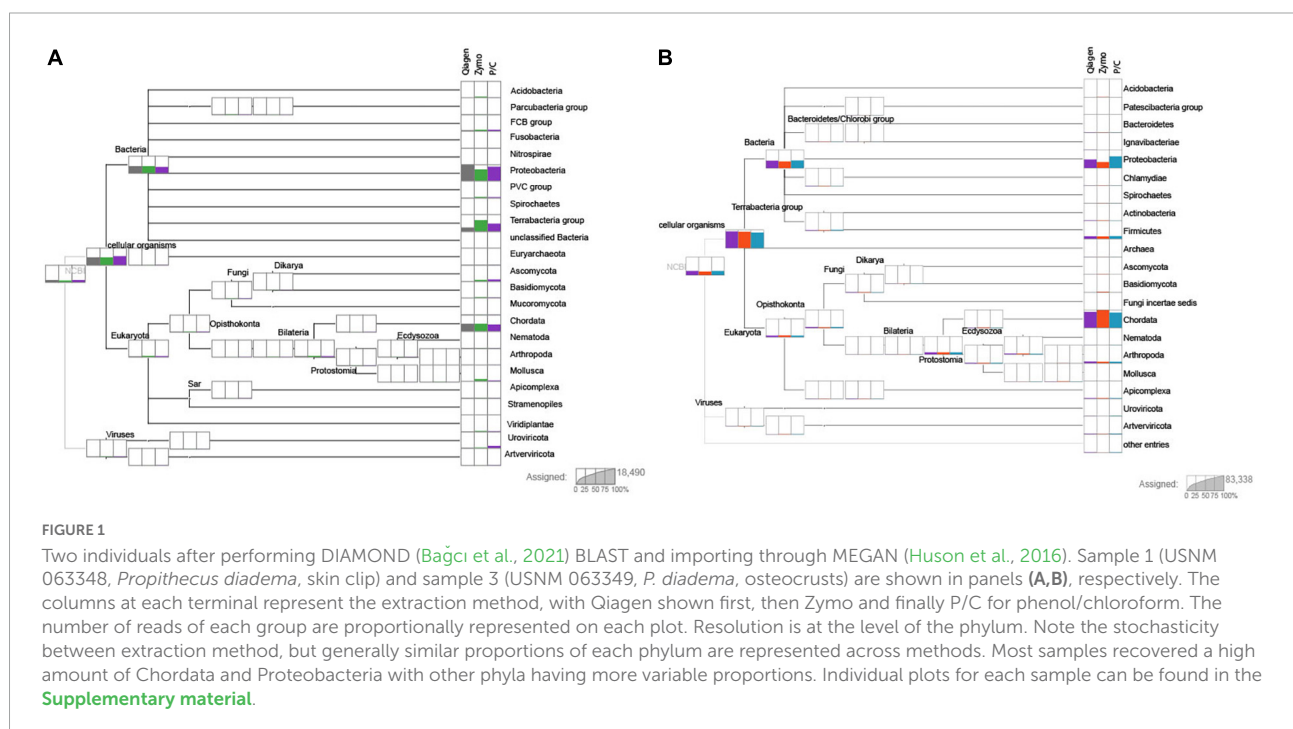 A
Qiagen
Zymo
P/C
Acidobacteria
Parcubacteria group
FCB group
Fusobacteria
Bacteria
Nitrospirae
Proteobacteria
PVC group
Spirochaetes
Terrabacteria group
unclassified Bacteria
cellular organisms
Euryarchaeota
NCBI
Dikarya
Ascomycota
Fungi
Basidiomycota
Mucoromycota
Chordata
Opisthokonta
Bilateria
Ecdysozoa
Eukaryota
Nematoda
Arthropoda
Protostomia
Mollusca
Sar
Apicomplexa
Stramenopiles
Viridiplantae
Viruses
Uroviricota
Artverviricota
Assigned:
18,490
0 25 50 75 100%
B
Qiagen
Zymo
P/C
Acidobacteria
Patescibacteria group
Bacteroidetes/Chlorobi group
Bacteroidetes
Bacteria
Ignavibacteriae
Proteobacteria
Chlamydiae
Spirochaetes
Terrabacteria group
Actinobacteria
cellular organisms
Firmicutes
Archaea
NCBI
Dikarya
Fungi
Ascomycota
Basidiomycota
Opisthokonta
Fungi incertae sedis
Chordata
Eukaryota
Bilateria
Ecdysozoa
Nematoda
Protostomia
Arthropoda
Mollusca
Apicomplexa
Viruses
Uroviricota
Artverviricota
other entries
Assigned:
83,338
0 25 50 75 100%
FIGURE 1
Two individuals after performing DIAMOND (Bağcı et al., 2021) BLAST and importing through MEGAN (Huson et al., 2016). Sample 1 (USNM
063348, Propithecus diadema, skin clip) and sample 3 (USNM 063349, P. diadema, osteocrusts) are shown in panels (A,B), respectively. The
columns at each terminal represent the extraction method, with Qiagen shown first, then Zymo and finally P/C for phenol/chloroform. The
number of reads of each group are proportionally represented on each plot. Resolution is at the level of the phylum. Note the stochasticity
between extraction method, but generally similar proportions of each phylum are represented across methods. Most samples recovered a high
amount of Chordata and Proteobacteria with other phyla having more variable proportions. Individual plots for each sample can be found in the
Supplementary material.